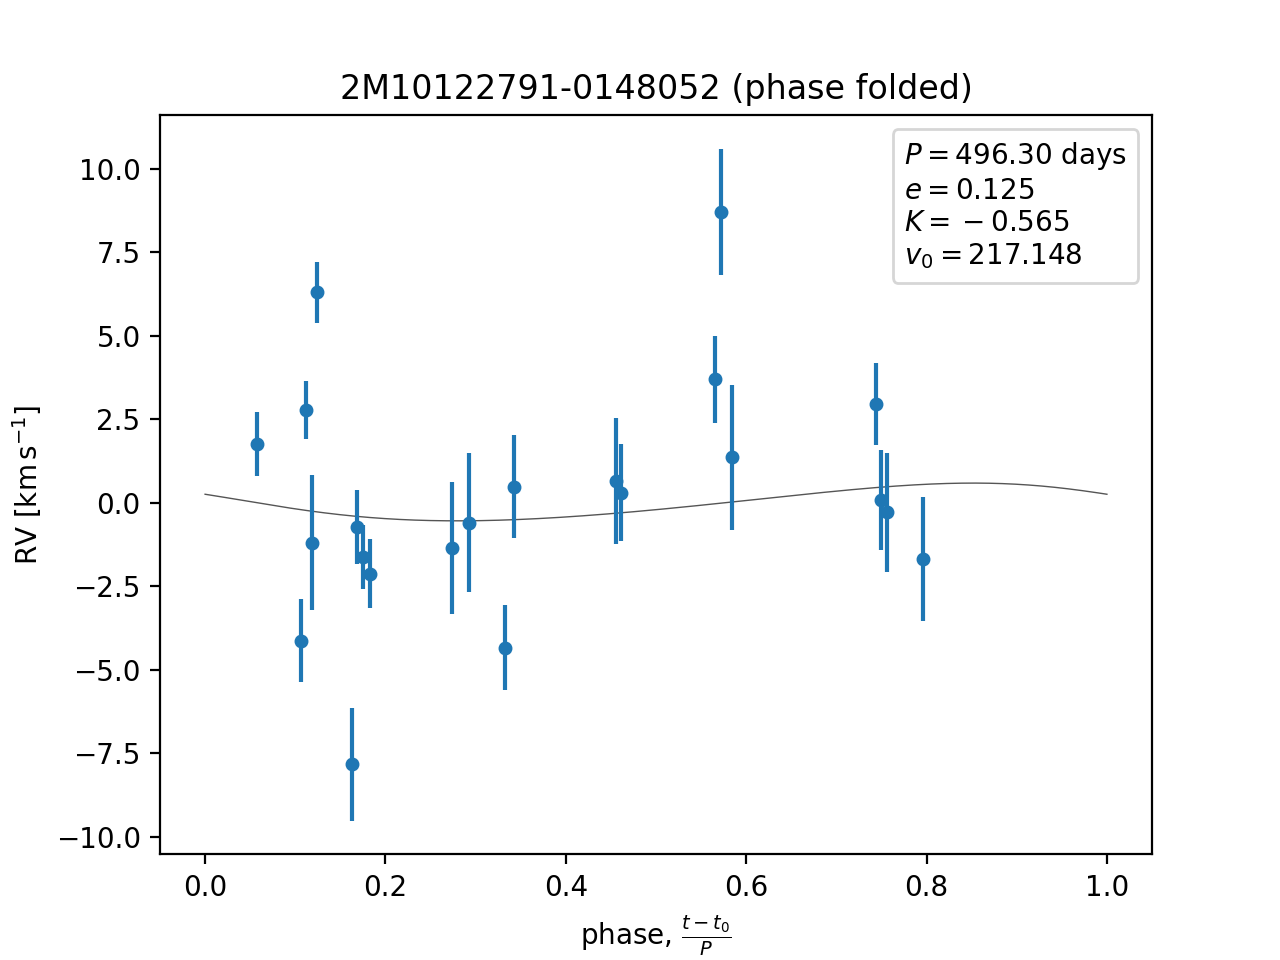 2M10122791-0148052 (phase folded)
P = 496.30 days
e = 0.125
K = −0.565
v₀ = 217.148
RV [km s⁻¹]
10.0
7.5
5.0
2.5
0.0
−2.5
−5.0
−7.5
−10.0
0.0 0.2 0.4 0.6 0.8 1.0
phase, (t − t₀)/P